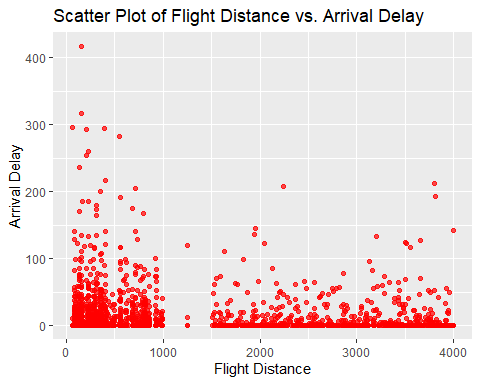 Scatter Plot of Flight Distance vs. Arrival Delay
400
300
200
100
0
Arrival Delay
0 1000 2000 3000 4000
Flight Distance